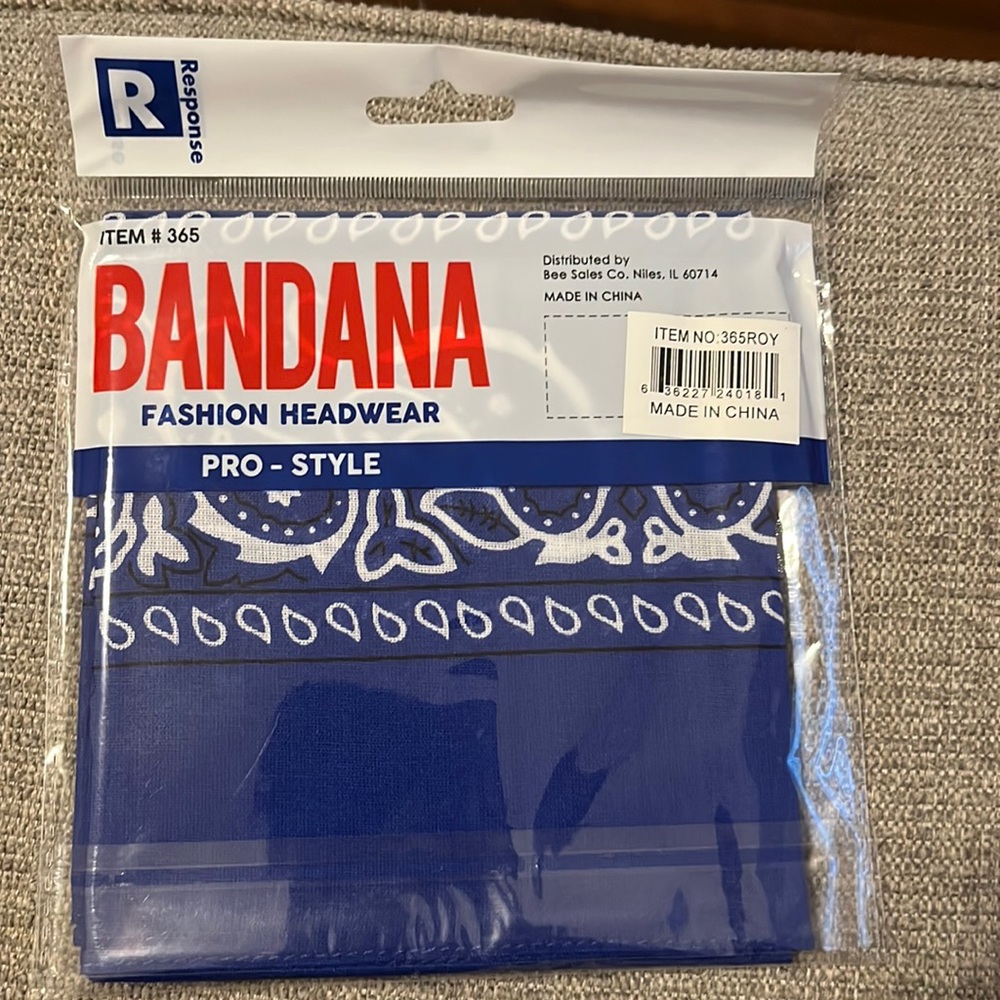 R
Response
ITEM # 365
BANDANA
FASHION HEADWEAR
PRO - STYLE
Distributed by
Bee Sales Co. Niles, IL 60714
MADE IN CHINA
ITEM NO:365ROY
6 36227 24018 1
MADE IN CHINA